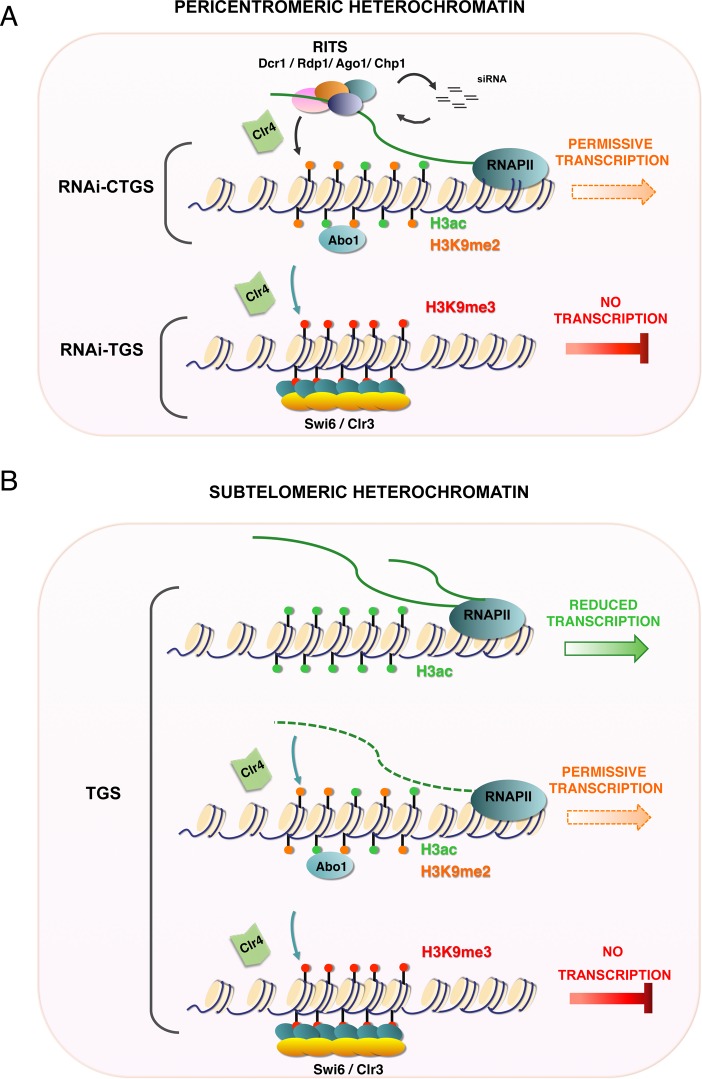 A
PERICENTROMERIC HETEROCHROMATIN
RITS
Dcr1 / Rdp1/ Ago1/ Chp1
siRNA
Clr4
RNAPII
PERMISSIVE
TRANSCRIPTION
RNAi-CTGS
H3ac
Abo1
H3K9me2
Clr4
H3K9me3
NO
TRANSCRIPTION
RNAi-TGS
Swi6 / Clr3
B
SUBTELOMERIC HETEROCHROMATIN
RNAPII
REDUCED
TRANSCRIPTION
H3ac
TGS
Clr4
RNAPII
PERMISSIVE
TRANSCRIPTION
H3ac
Abo1
H3K9me2
Clr4
H3K9me3
NO
TRANSCRIPTION
Swi6 / Clr3